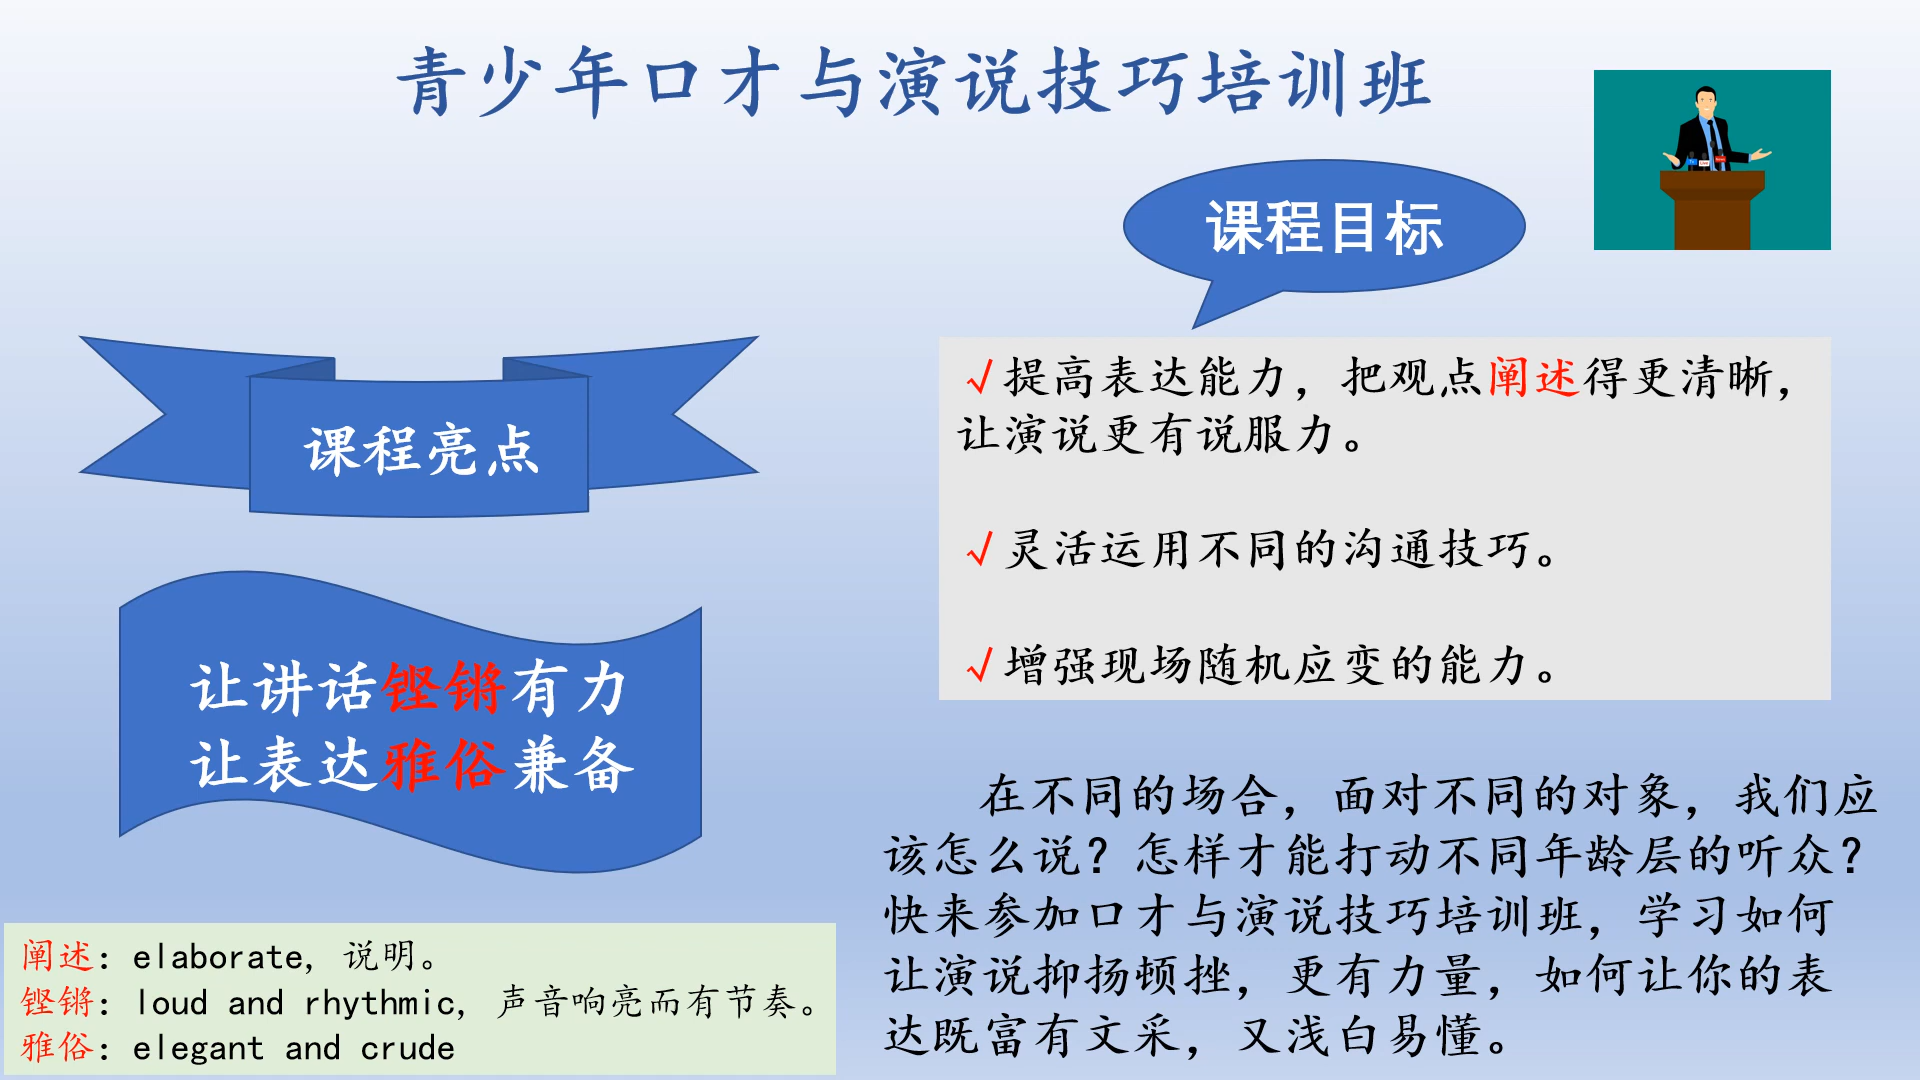 青少年口才与演说技巧培训班
课程目标
课程亮点
√提高表达能力，把观点阐述得更清晰，
让演说更有说服力。
√灵活运用不同的沟通技巧。
√增强现场随机应变的能力。
让讲话铿锵有力
让表达雅俗兼备
在不同的场合，面对不同的对象，我们应
该怎么说？怎样才能打动不同年龄层的听众？
快来参加口才与演说技巧培训班，学习如何
让演说抑扬顿挫，更有力量，如何让你的表
达既富有文采，又浅白易懂。
阐述：elaborate, 说明。
铿锵：loud and rhythmic, 声音响亮而有节奏。
雅俗：elegant and crude